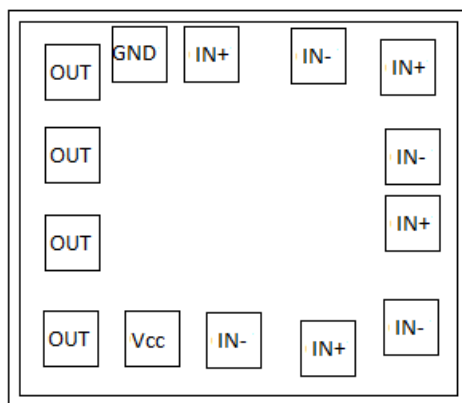 OUT GND IN+ IN- IN+
OUT IN-
OUT IN+
OUT Vcc IN- IN+ IN-